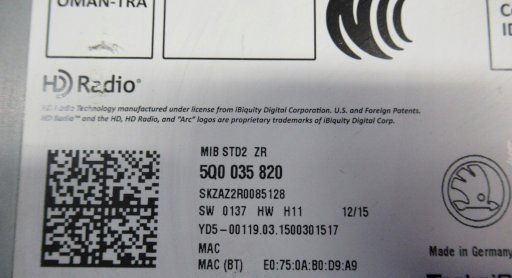 OMAN-TRA
HD Radio®
HD Radio Technology manufactured under license from iBiquity Digital Corporation. U.S. and Foreign Patents.
HD Radio™ and the HD, HD Radio, and "Arc" logos are proprietary trademarks of iBiquity Digital Corp.
MIB STD2 ZR
5Q0 035 820
SKZAZ2R0085128
SW 0137 HW H11 12/15
YD5-00119.03.1500301517
MAC
MAC (BT) E0:75:0A:B0:D9:A9
ID
Made in Germany